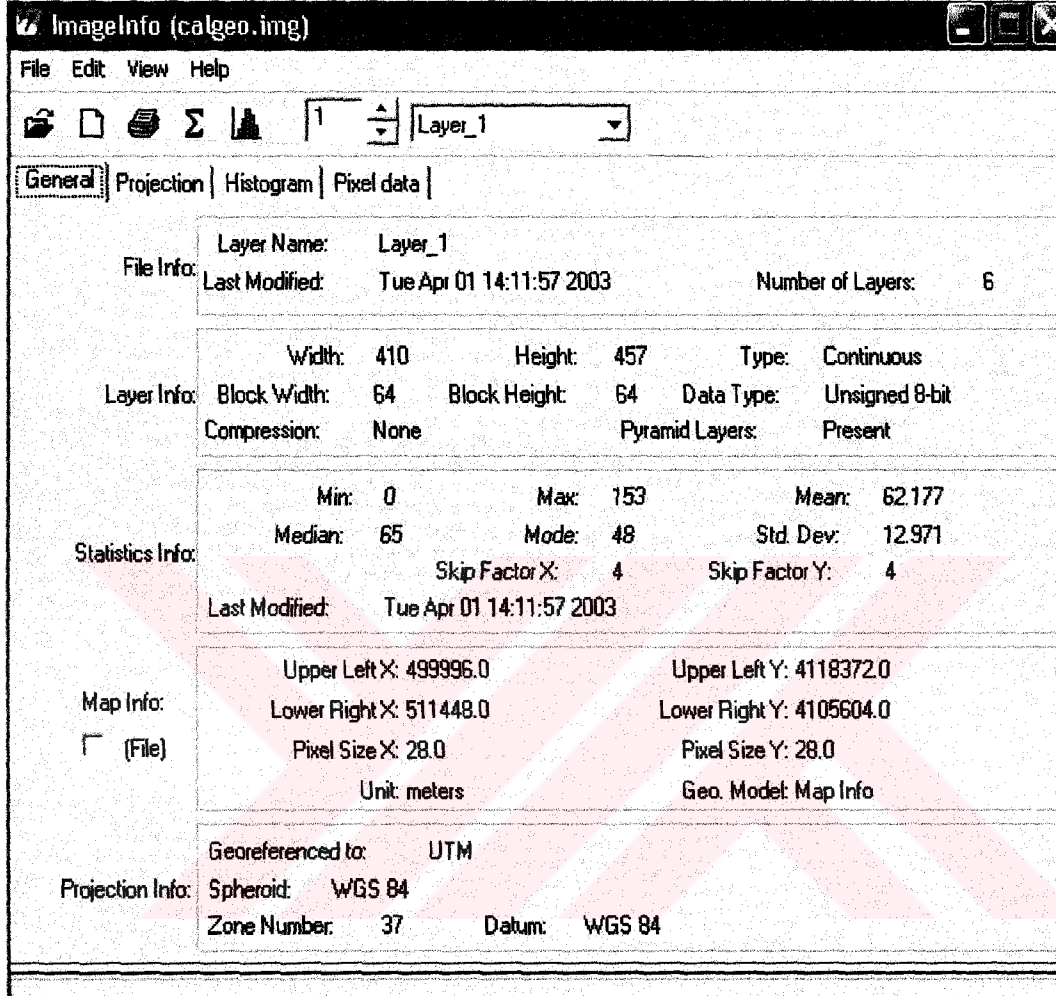 ImageInfo (calgeo.img)
File Edit View Help
1 Layer_1
General Projection Histogram Pixel data
File Info:
Layer Name: Layer_1
Last Modified: Tue Apr 01 14:11:57 2003 Number of Layers: 6
Layer Info:
Width: 410 Height: 457 Type: Continuous
Block Width: 64 Block Height: 64 Data Type: Unsigned 8-bit
Compression: None Pyramid Layers: Present
Statistics Info:
Min: 0 Max: 153 Mean: 62.177
Median: 65 Mode: 48 Std. Dev: 12.971
Skip Factor X: 4 Skip Factor Y: 4
Last Modified: Tue Apr 01 14:11:57 2003
Map Info:
(File)
Upper Left X: 499996.0 Upper Left Y: 4118372.0
Lower Right X: 511448.0 Lower Right Y: 4105604.0
Pixel Size X: 28.0 Pixel Size Y: 28.0
Unit: meters Geo. Model: Map Info
Projection Info:
Georeferenced to: UTM
Spheroid: WGS 84
Zone Number: 37 Datum: WGS 84